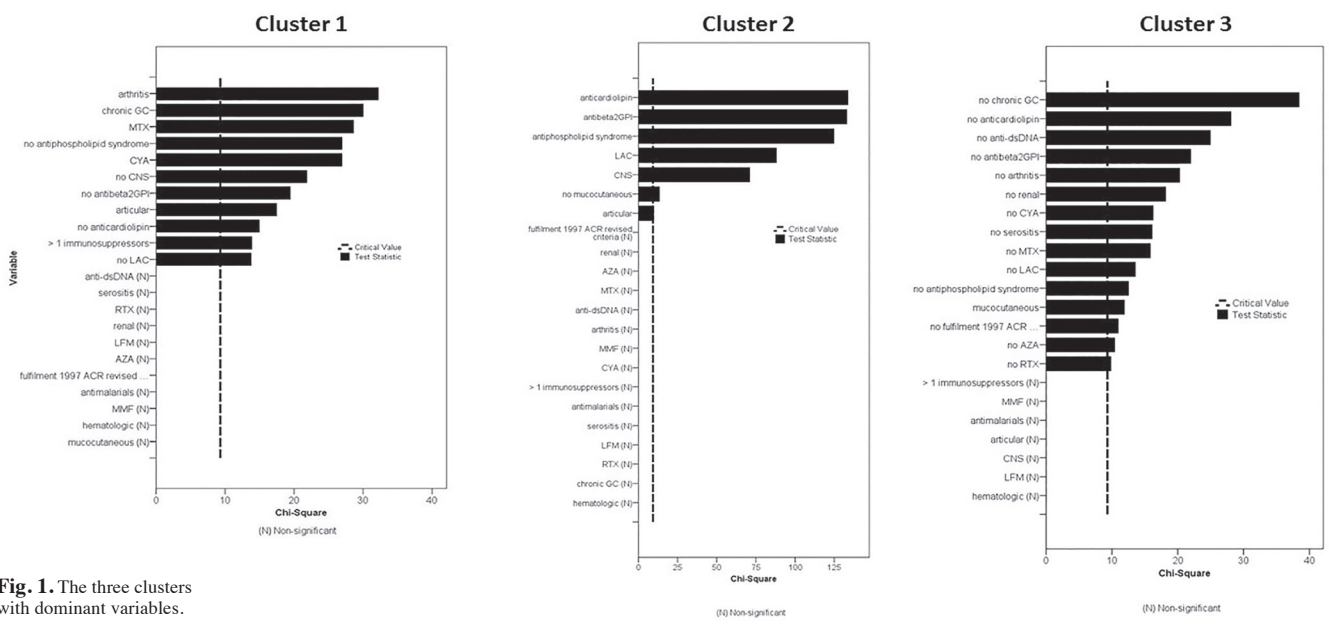 Cluster 1
arthritis
chronic GC
MTX
no antiphospholipid syndrome
CYA
no CNS
no antibeta2GPI
articular
no anticardiolipin
> 1 immunosuppressors
no LAC
anti-dsDNA (N)
serositis (N)
RTX (N)
renal (N)
LFM (N)
AZA (N)
fulfilment 1997 ACR revised ...
antimalarials (N)
MMF (N)
hematologic (N)
mucocutaneous (N)
Variable
Critical Value
Test Statistic
0 10 20 30 40
Chi-Square
(N) Non-significant
Cluster 2
anticardiolipin
antibeta2GPI
antiphospholipid syndrome
LAC
CNS
no mucocutaneous
articular
fulfilment 1997 ACR revised
criteria (N)
renal (N)
AZA (N)
MTX (N)
anti-dsDNA (N)
arthritis (N)
MMF (N)
CYA (N)
> 1 immunosuppressors (N)
antimalarials (N)
serositis (N)
LFM (N)
RTX (N)
chronic GC (N)
hematologic (N)
Critical Value
Test Statistic
0 25 50 75 100 125
Chi-Square
(N) Non-significant
Cluster 3
no chronic GC
no anticardiolipin
no anti-dsDNA
no antibeta2GPI
no arthritis
no renal
no CYA
no serositis
no MTX
no LAC
no antiphospholipid syndrome
mucocutaneous
no fulfilment 1997 ACR ...
no AZA
no RTX
> 1 immunosuppressors (N)
MMF (N)
antimalarials (N)
articular (N)
CNS (N)
LFM (N)
hematologic (N)
Critical Value
Test Statistic
0 10 20 30 40
Chi-Square
(N) Non-significant
Fig. 1. The three clusters
with dominant variables.